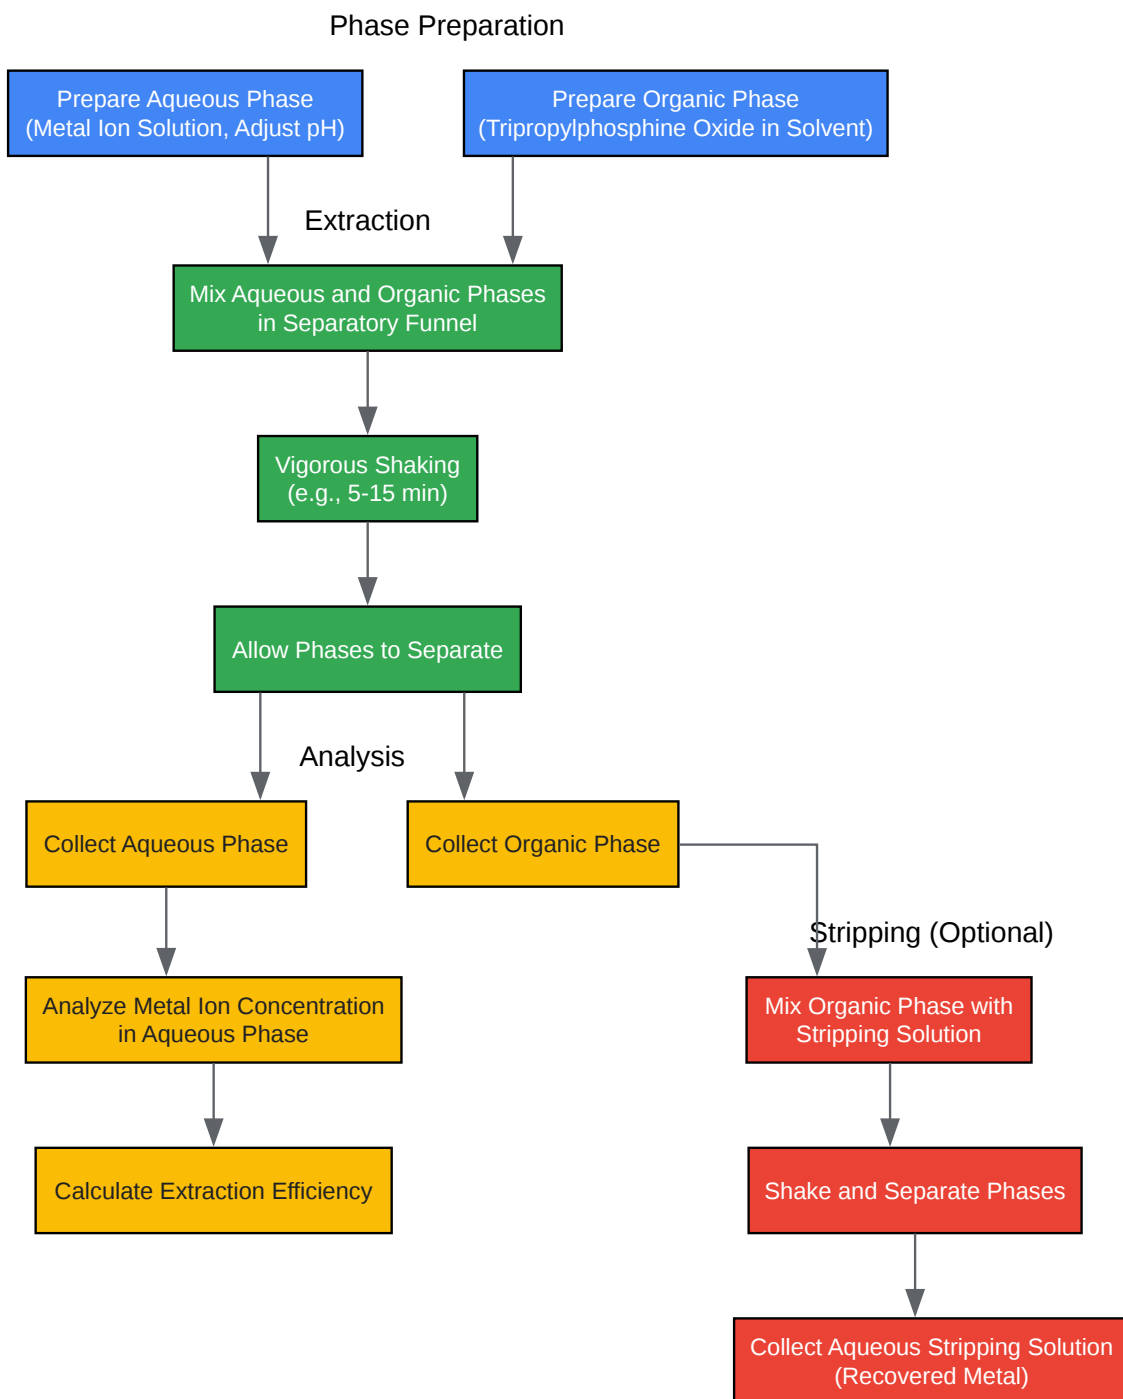 Phase Preparation
Prepare Aqueous Phase
(Metal Ion Solution, Adjust pH)
Prepare Organic Phase
(Tripropylphosphine Oxide in Solvent)
Extraction
Mix Aqueous and Organic Phases
in Separatory Funnel
Vigorous Shaking
(e.g., 5-15 min)
Allow Phases to Separate
Analysis
Collect Aqueous Phase
Collect Organic Phase
Stripping (Optional)
Analyze Metal Ion Concentration
in Aqueous Phase
Mix Organic Phase with
Stripping Solution
Calculate Extraction Efficiency
Shake and Separate Phases
Collect Aqueous Stripping Solution
(Recovered Metal)